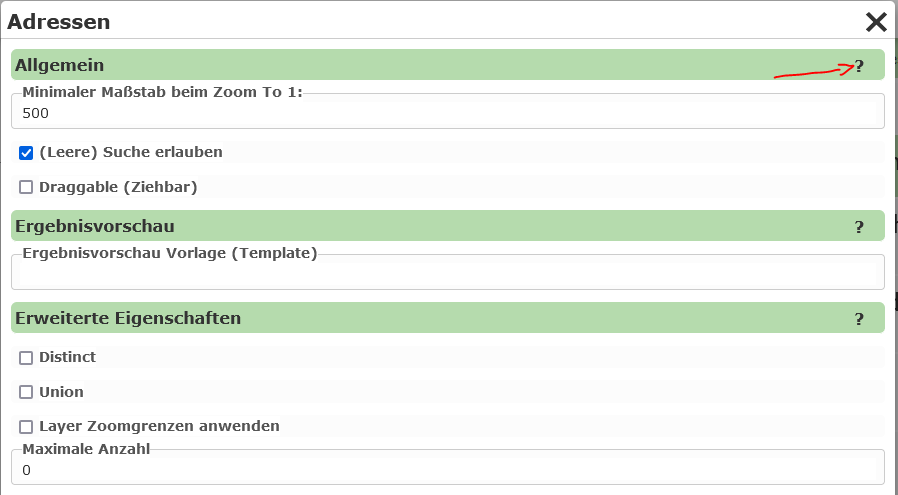 Adressen
Allgemein ?
Minimaler Maßstab beim Zoom To 1:
500
(Leere) Suche erlauben
Draggable (Ziehbar)
Ergebnisvorschau ?
Ergebnisvorschau Vorlage (Template)
Erweiterte Eigenschaften ?
Distinct
Union
Layer Zoomgrenzen anwenden
Maximale Anzahl
0